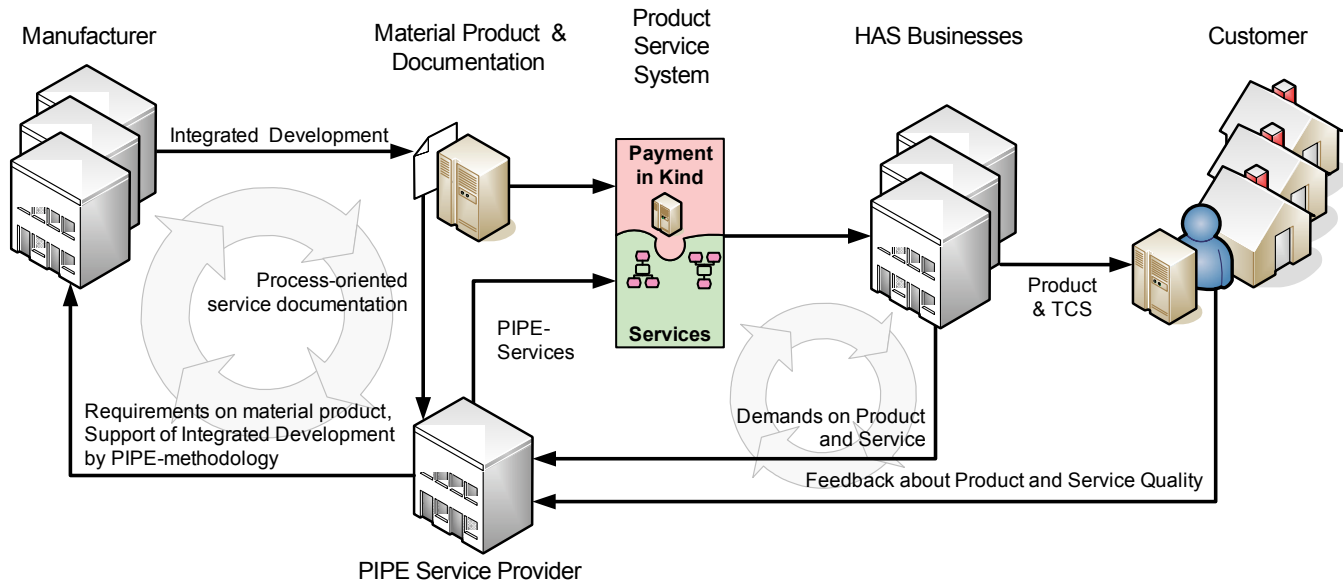 Manufacturer
Material Product &
Documentation
Product
Service
System
HAS Businesses
Customer
Integrated Development
Payment
in Kind
Services
Process-oriented
service documentation
PIPE-
Services
Product
& TCS
Requirements on material product,
Support of Integrated Development
by PIPE-methodology
Demands on Product
and Service
Feedback about Product and Service Quality
PIPE Service Provider